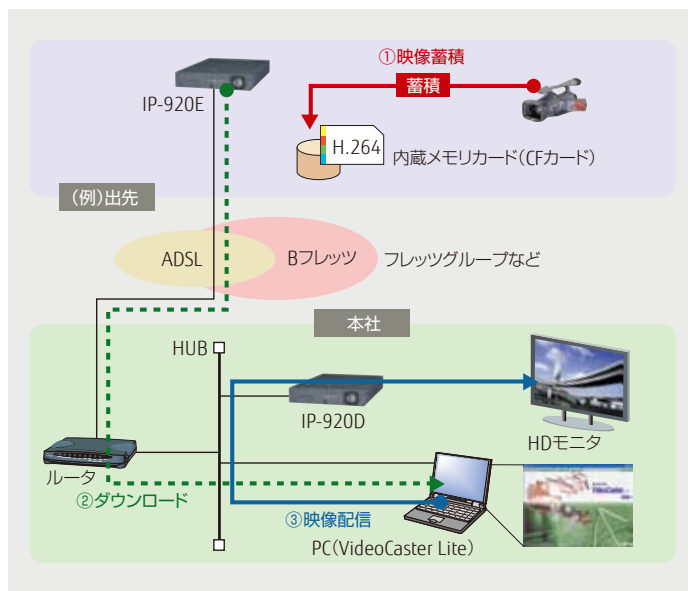 ①映像蓄積
蓄積
IP-920E
H.264
内蔵メモリカード(CFカード)
(例)出先
ADSL
Bフレッツ
フレッツグループなど
本社
HUB
IP-920D
HDモニタ
ルータ
②ダウンロード
③映像配信
PC(VideoCaster Lite)
VideoCaster